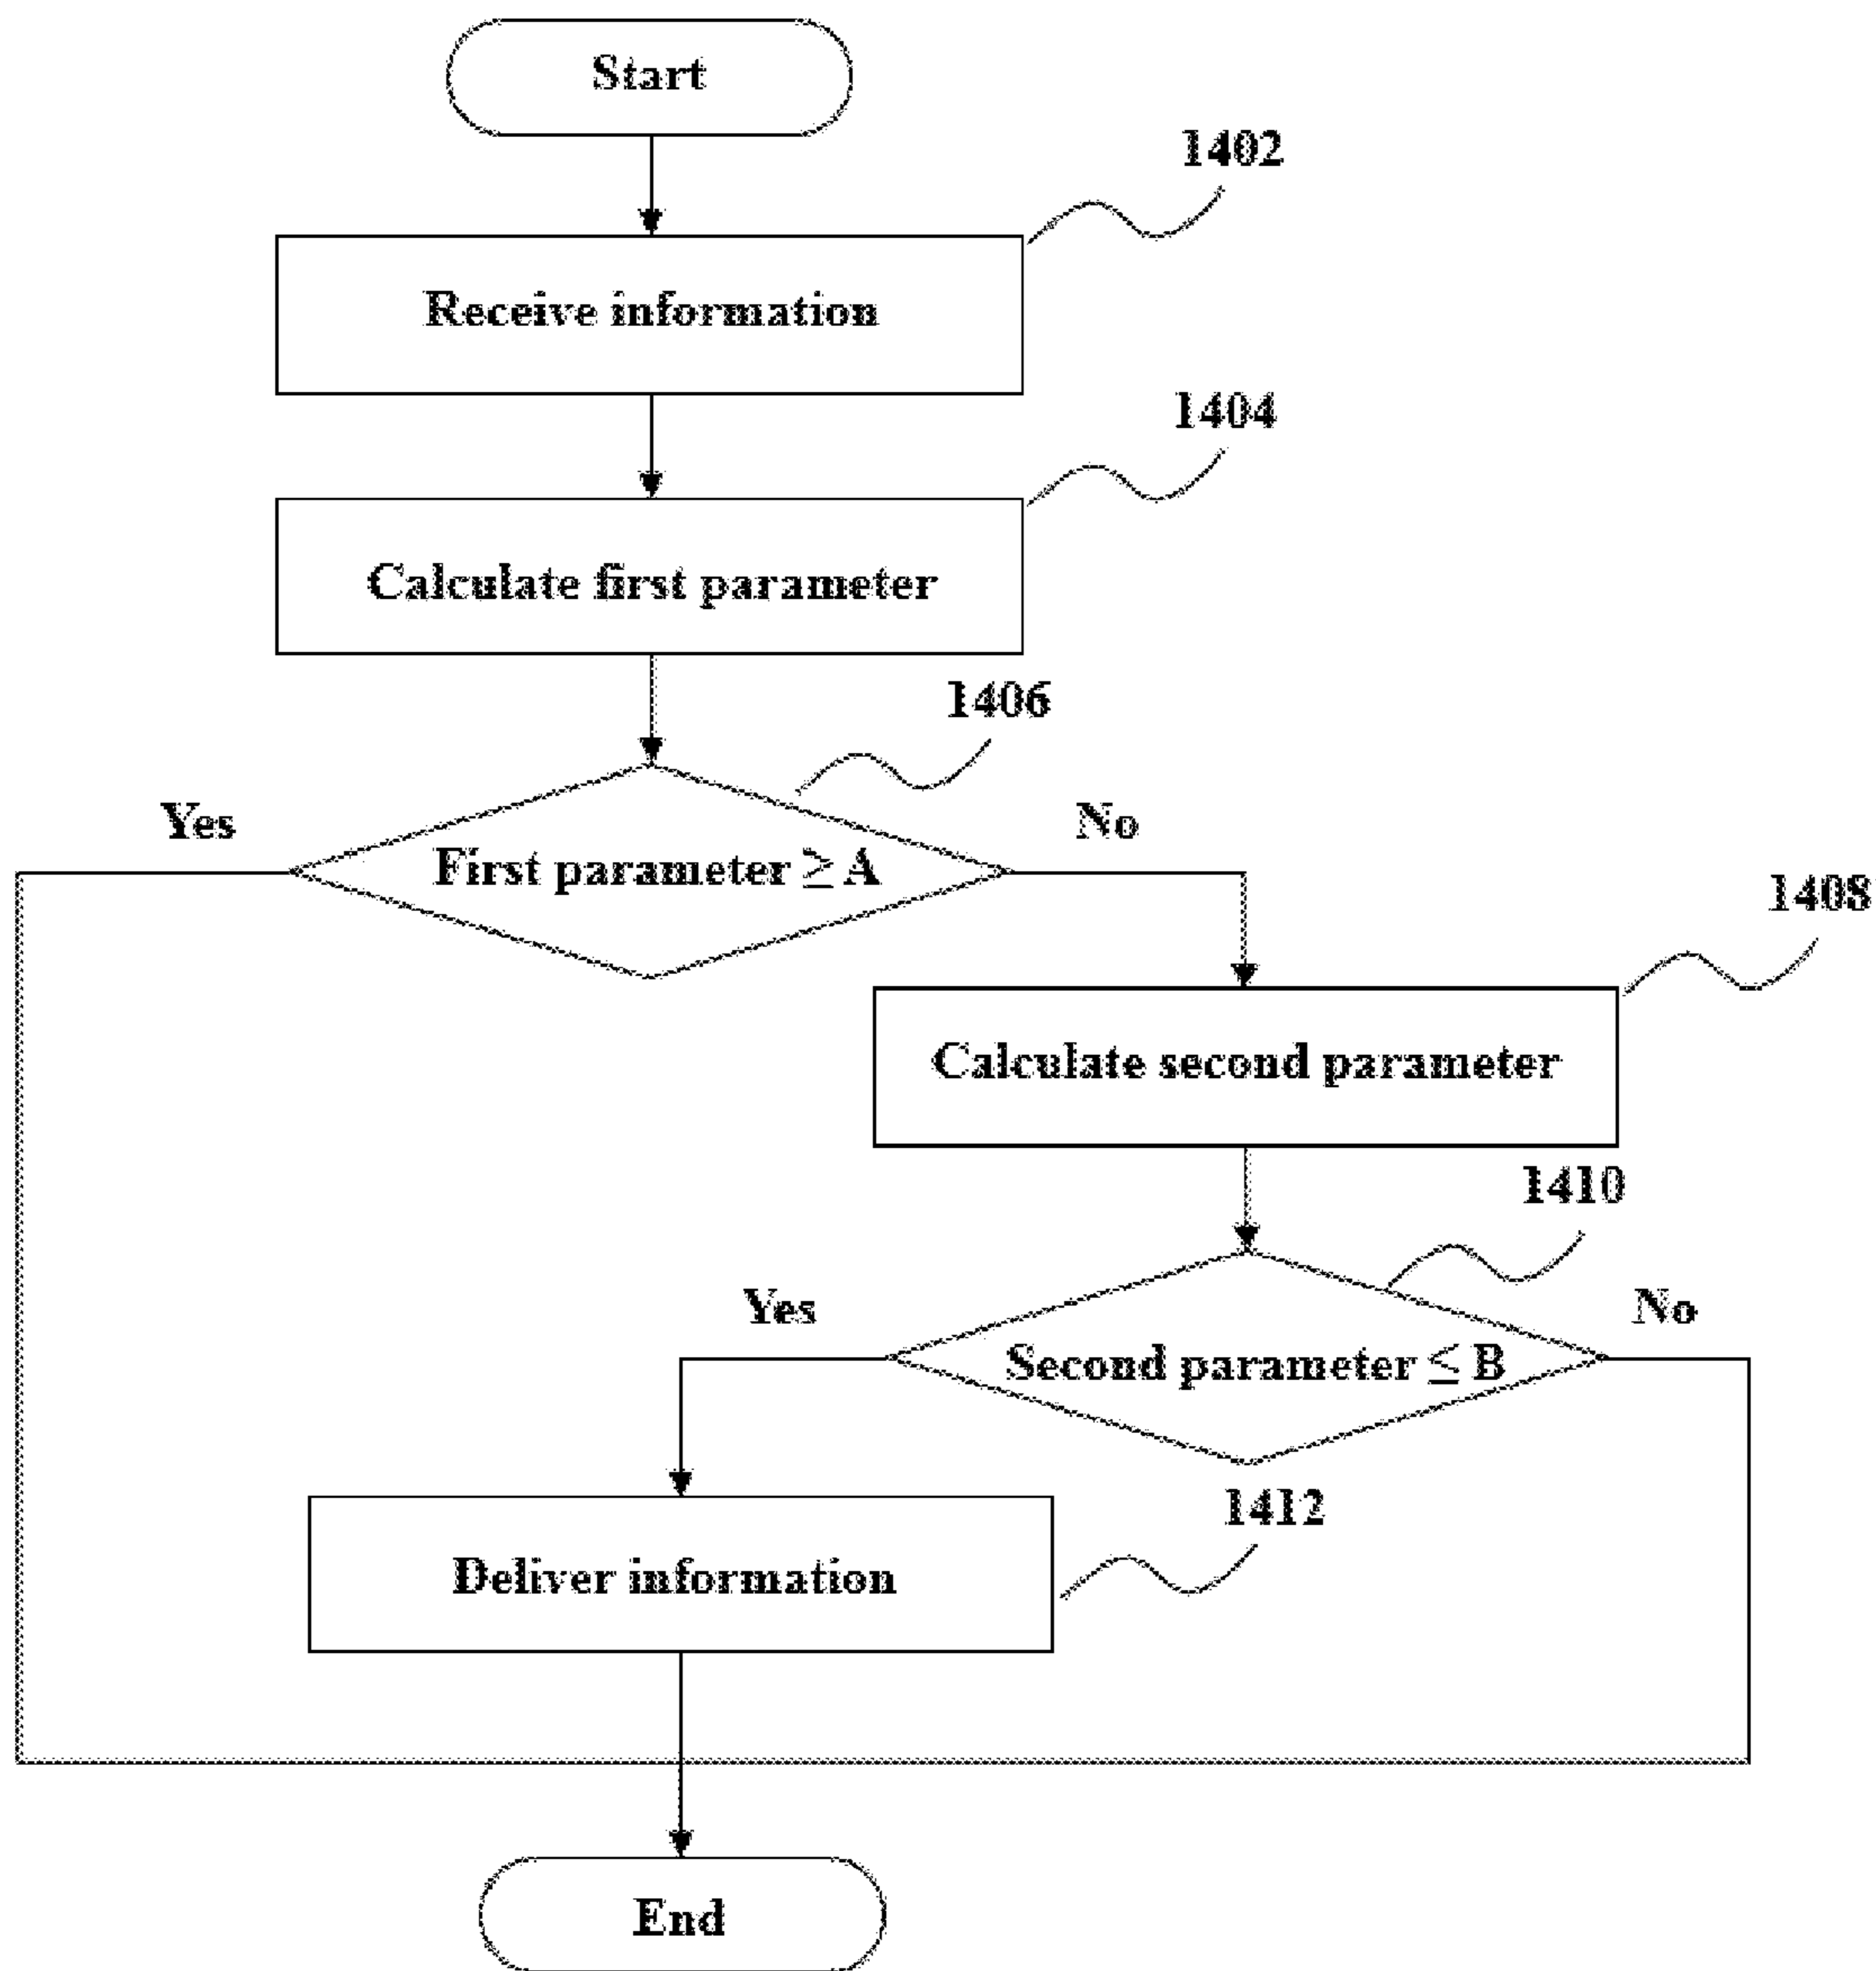 Start
1402
Receive information
1404
Calculate first parameter
1406
Yes
No
First parameter ≥ A
1408
Calculate second parameter
1410
Yes
No
Second parameter ≤ B
1412
Deliver information
End